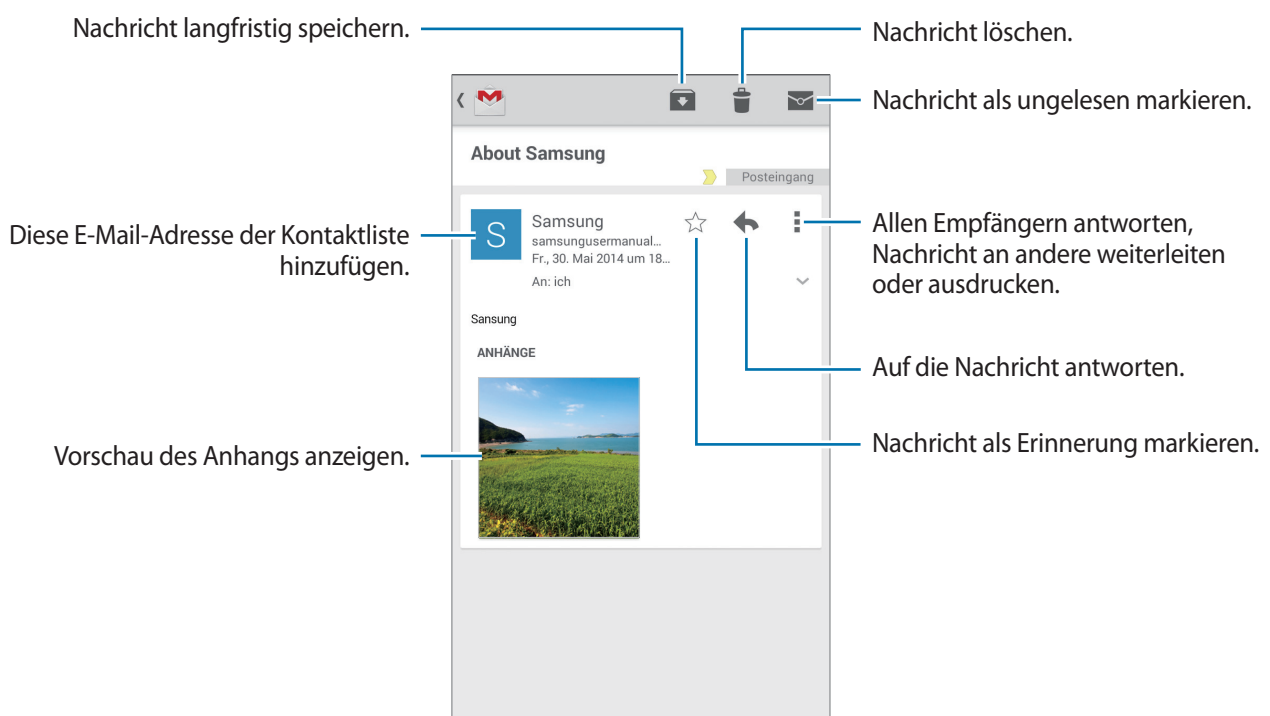 Nachricht langfristig speichern.
Nachricht löschen.
Nachricht als ungelesen markieren.
About Samsung
Posteingang
Diese E-Mail-Adresse der Kontaktliste
hinzufügen.
S
Samsung
samsungusermanual...
Fr., 30. Mai 2014 um 18...
An: ich
Allen Empfängern antworten,
Nachricht an andere weiterleiten
oder ausdrucken.
Sansung
ANHÄNGE
Auf die Nachricht antworten.
Nachricht als Erinnerung markieren.
Vorschau des Anhangs anzeigen.